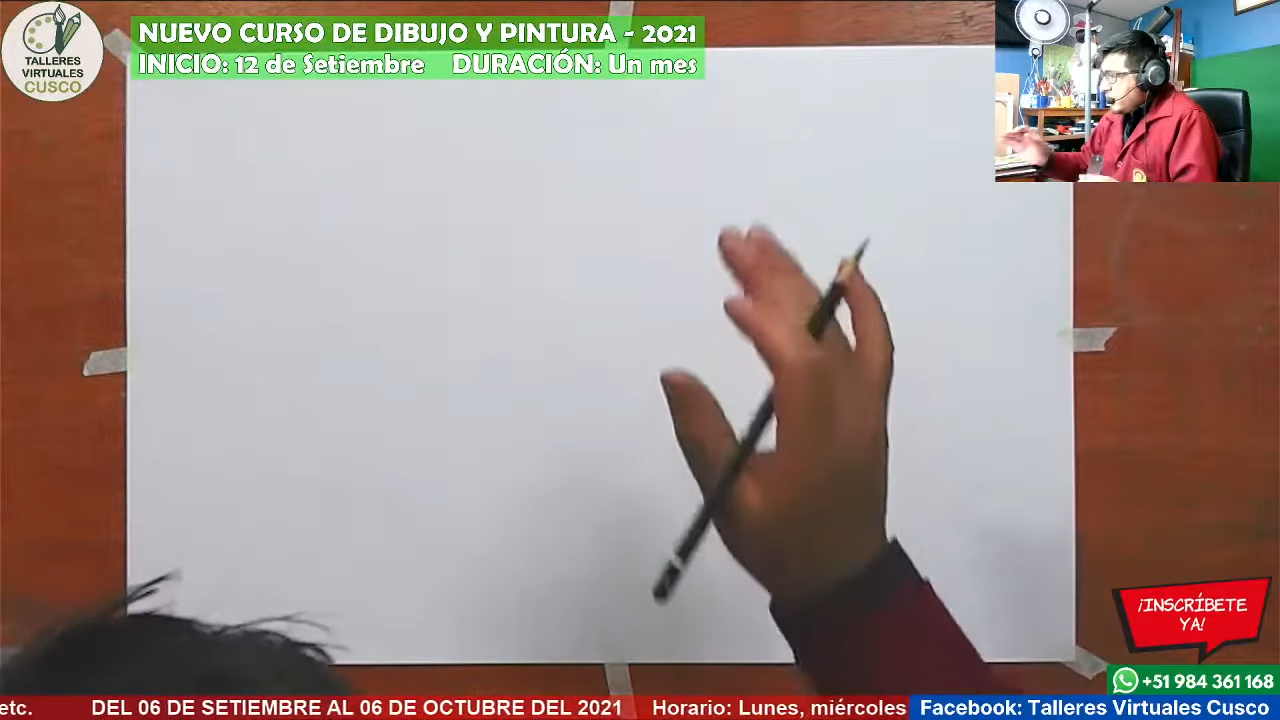 TALLERES
VIRTUALES
CUSCO
NUEVO CURSO DE DIBUJO Y PINTURA - 2021
INICIO: 12 de Setiembre DURACIÓN: Un mes
¡INSCRÍBETE
YA!
+51 984 361 168
etc. DEL 06 DE SETIEMBRE AL 06 DE OCTUBRE DEL 2021 Horario: Lunes, miércoles
Facebook: Talleres Virtuales Cusco